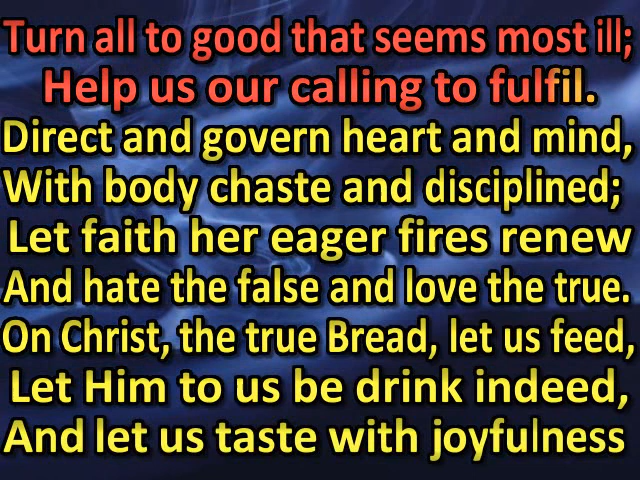 Turn all to good that seems most ill;
Help us our calling to fulfil.
Direct and govern heart and mind,
With body chaste and disciplined;
Let faith her eager fires renew
And hate the false and love the true.
On Christ, the true Bread, let us feed,
Let Him to us be drink indeed,
And let us taste with joyfulness